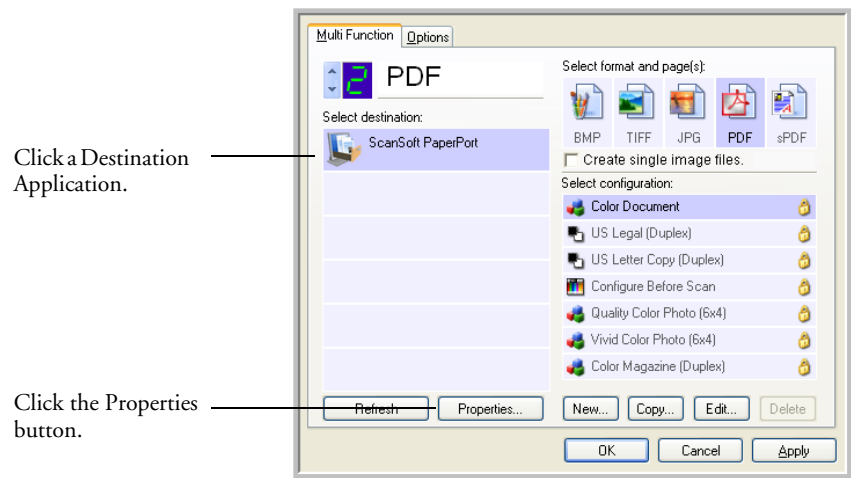 Multi Function
Options
2
PDF
Select destination:
ScanSoft PaperPort
Select format and page(s):
BMP
TIFF
JPG
PDF
sPDF
Create single image files.
Select configuration:
Color Document
US Legal (Duplex)
US Letter Copy (Duplex)
Configure Before Scan
Quality Color Photo (6x4)
Vivid Color Photo (6x4)
Color Magazine (Duplex)
Click a Destination
Application.
Click the Properties
button.
Refresh
Properties...
New...
Copy...
Edit...
Delete
OK
Cancel
Apply